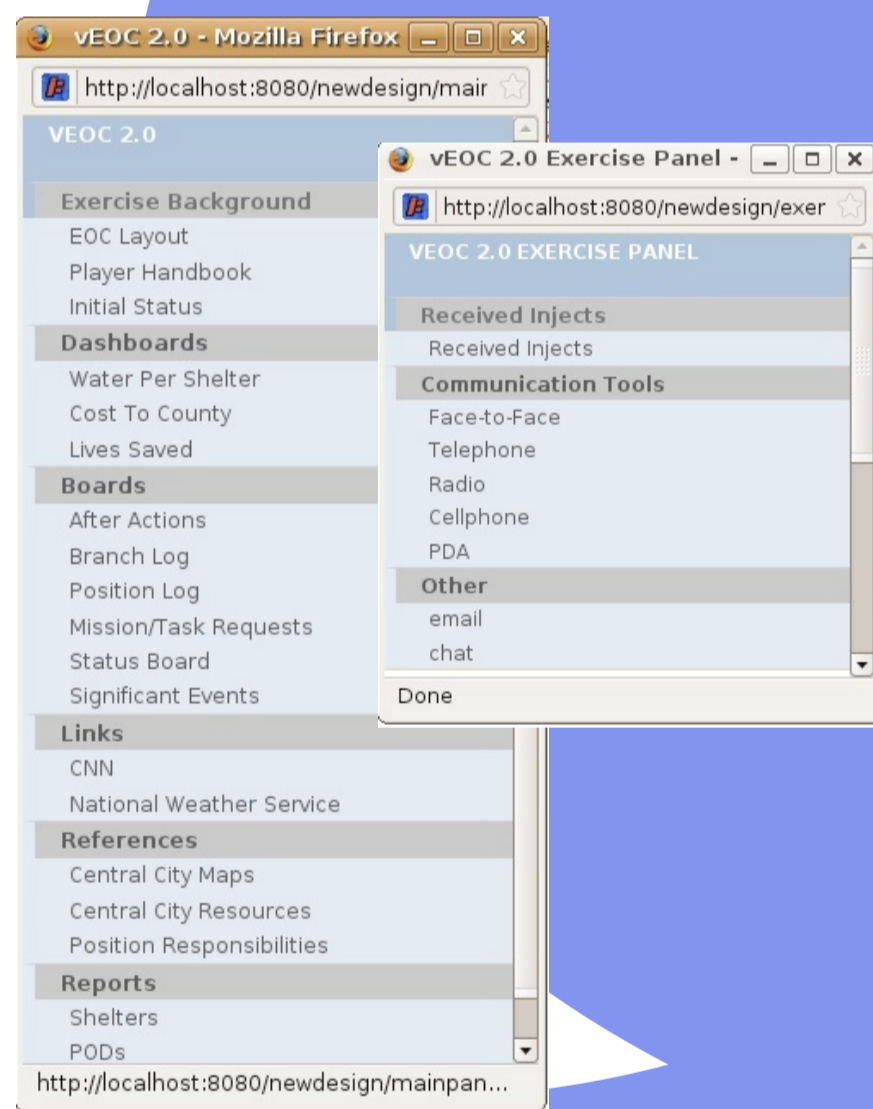 vEOC 2.0 - Mozilla Firefox
http://localhost:8080/newdesign/mair
VEOC 2.0
Exercise Background
EOC Layout
Player Handbook
Initial Status
Dashboards
Water Per Shelter
Cost To County
Lives Saved
Boards
After Actions
Branch Log
Position Log
Mission/Task Requests
Status Board
Significant Events
Links
CNN
National Weather Service
References
Central City Maps
Central City Resources
Position Responsibilities
Reports
Shelters
PODs
http://localhost:8080/newdesign/mainpan...
vEOC 2.0 Exercise Panel -
http://localhost:8080/newdesign/exer
VEOC 2.0 EXERCISE PANEL
Received Injects
Received Injects
Communication Tools
Face-to-Face
Telephone
Radio
Cellphone
PDA
Other
email
chat
Done